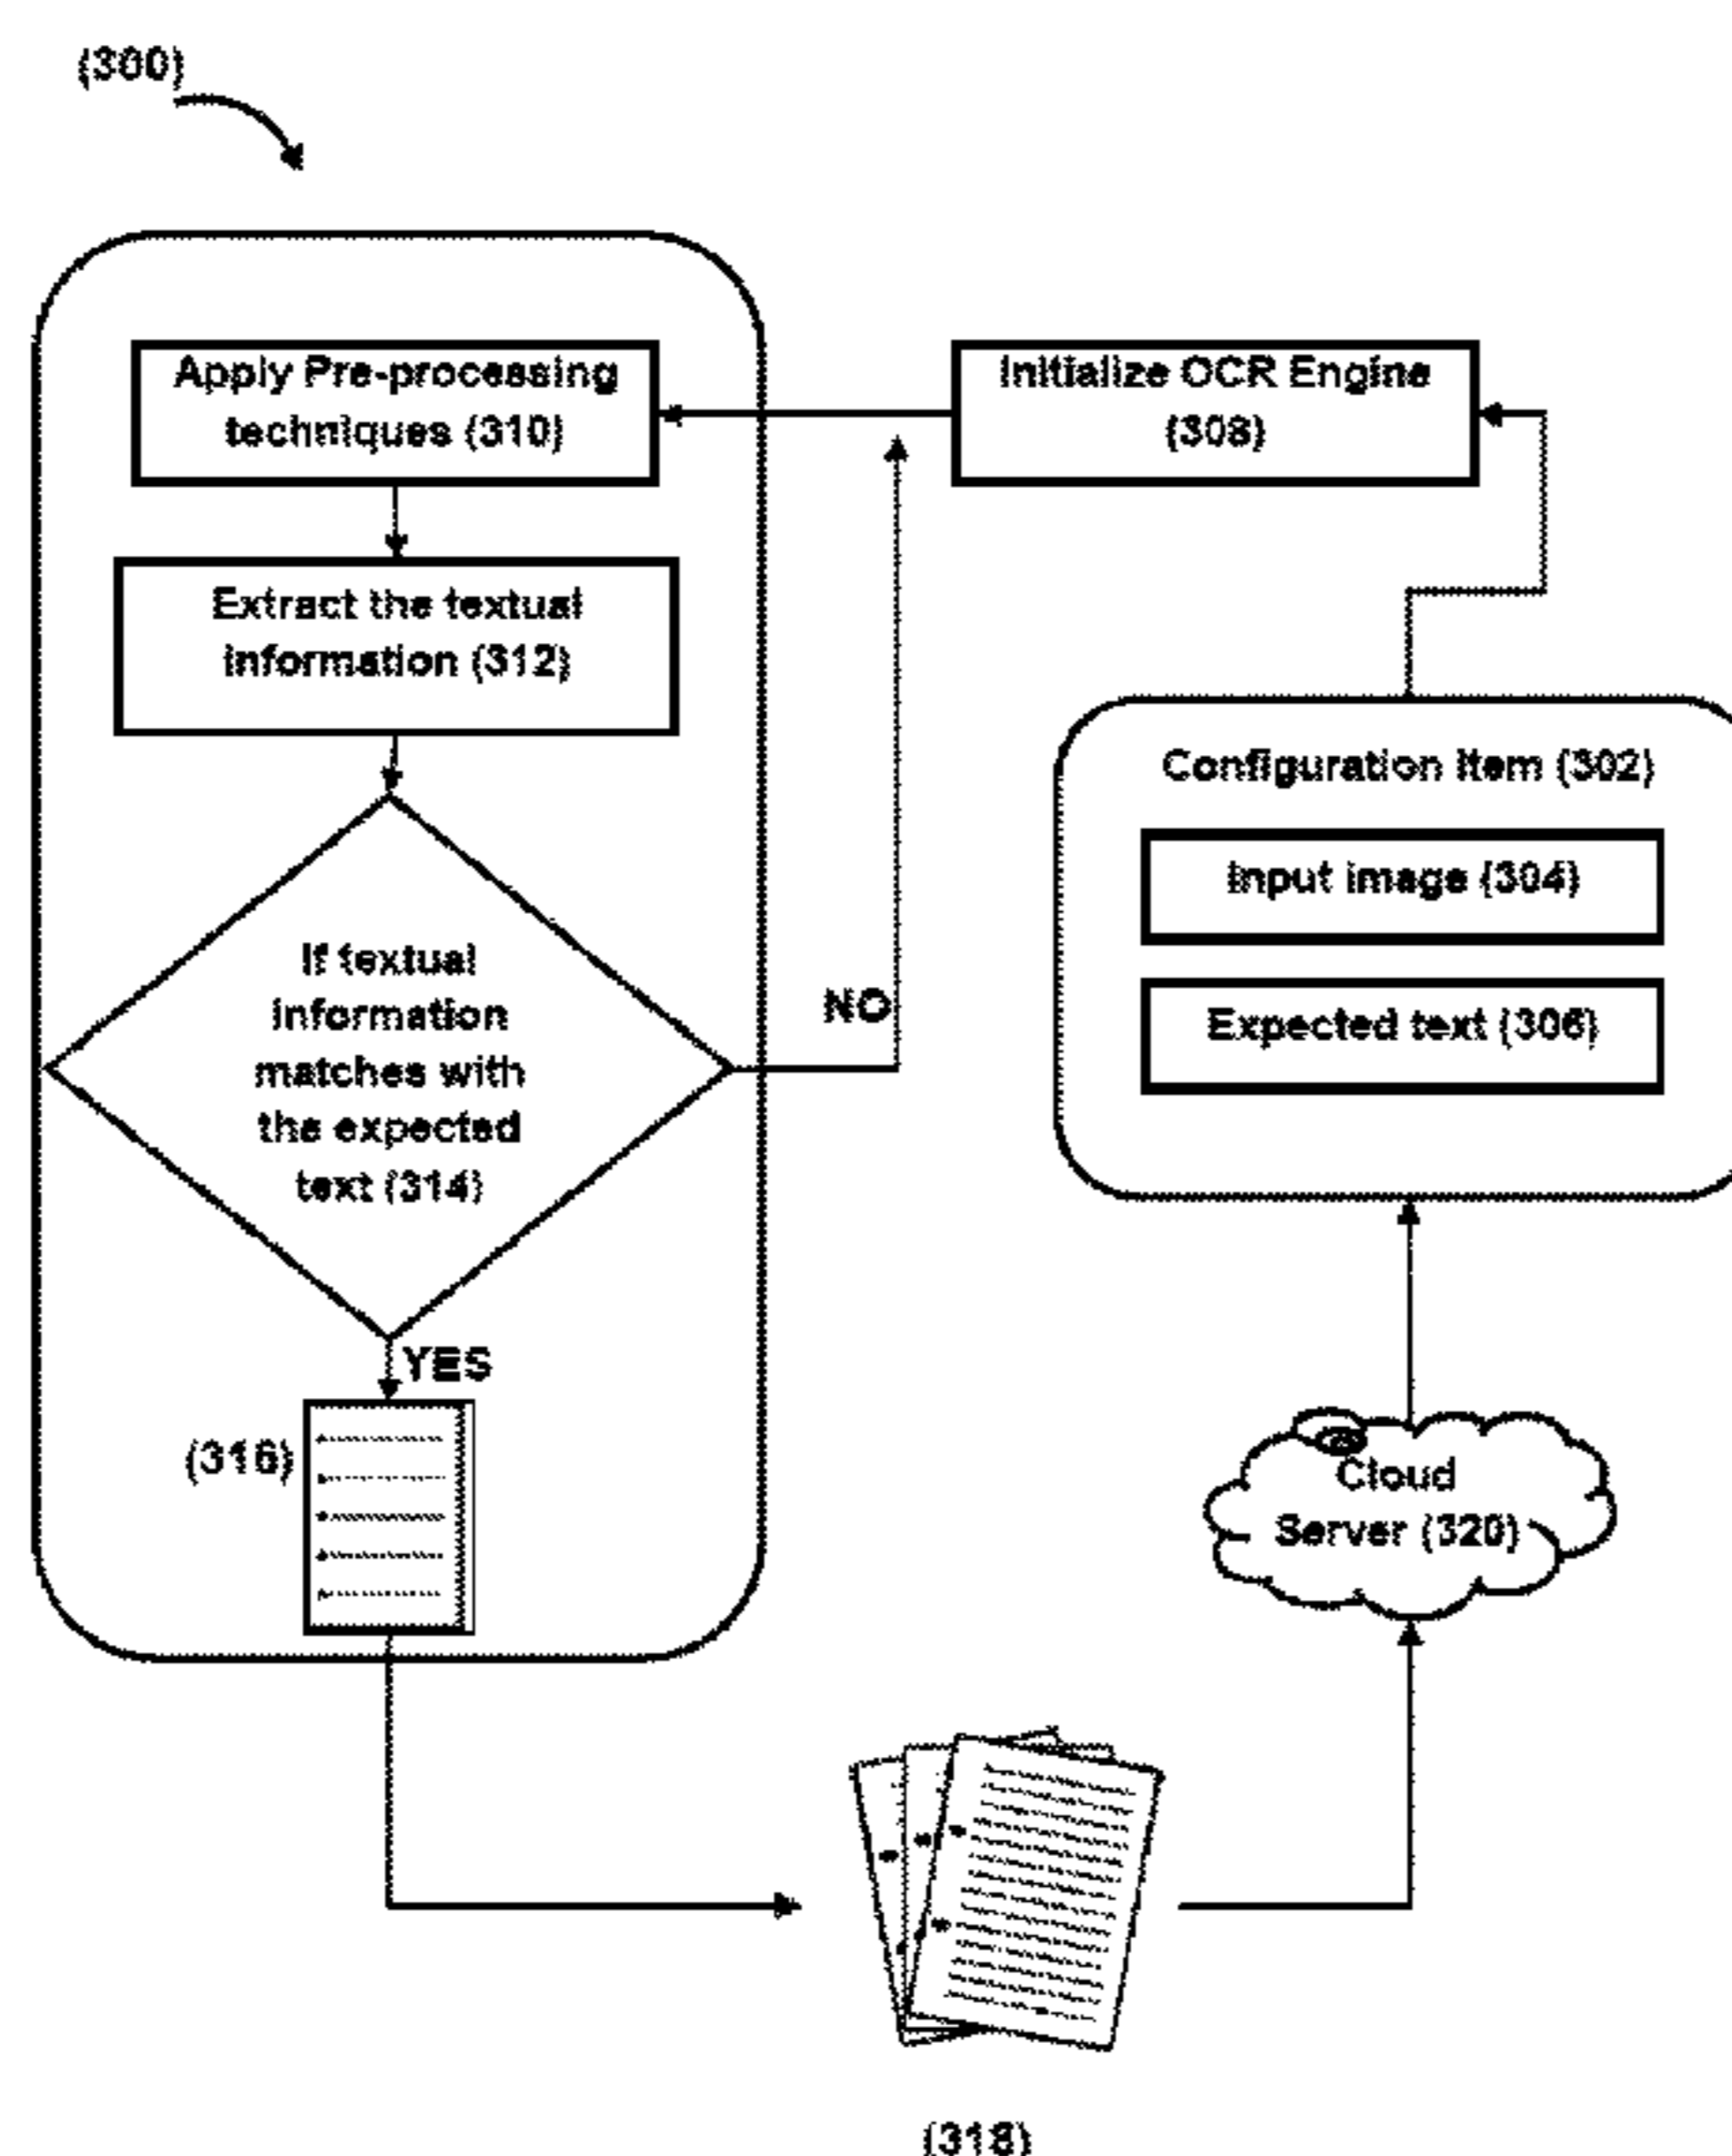 (300)
Apply Pre-processing
techniques (310)
Initialize OCR Engine
(308)
Extract the textual
information (312)
Configuration Item (302)
Input image (304)
Expected text (306)
If textual
information
matches with
the expected
text (314)
NO
YES
(316)
Cloud
Server (320)
(318)